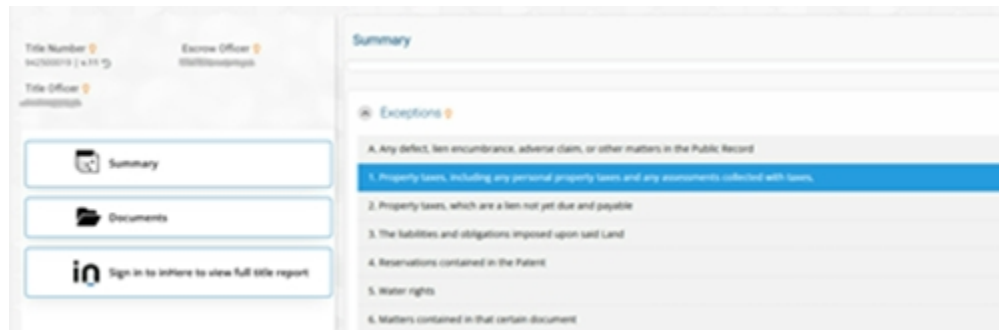 Title Number
Escrow Officer
942500019 | v.11
Title Officer
Summary
Documents
in Sign in to inHere to view full title report
Summary
Exceptions
A. Any defect, lien encumbrance, adverse claim, or other matters in the Public Record
1. Property taxes, including any personal property taxes and any assessments collected with taxes,
2. Property taxes, which are a lien not yet due and payable
3. The liabilities and obligations imposed upon said Land
4. Reservations contained in the Patent
5. Water rights
6. Matters contained in that certain document